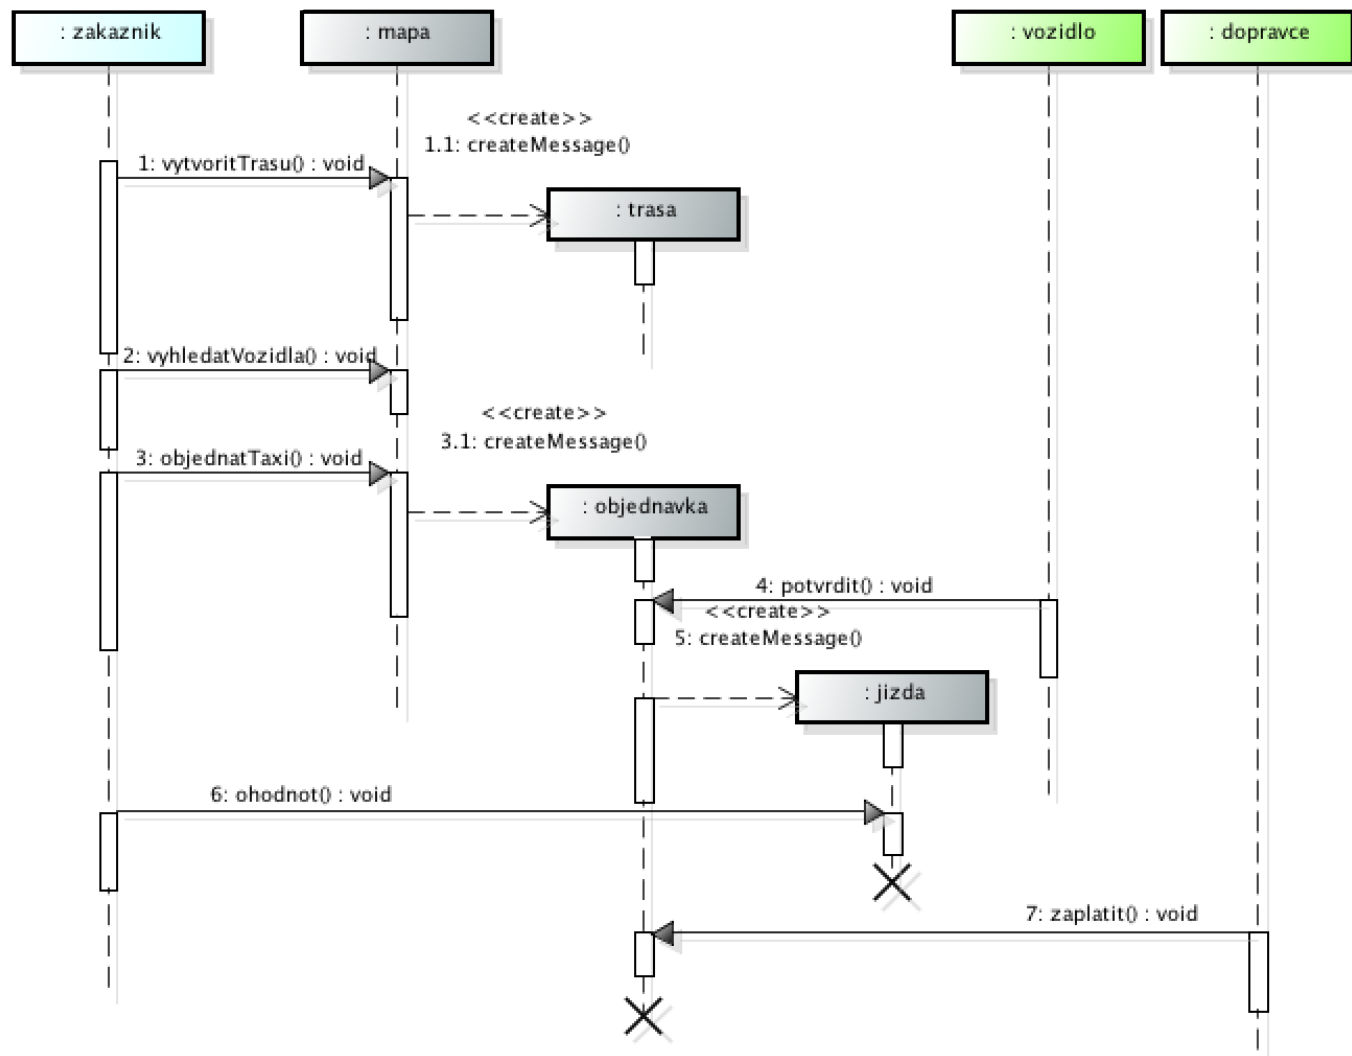 : zakaznik
: mapa
: vozidlo
: dopravce
<<create>>
1.1: createMessage()
1: vytvoritTrasu() : void
: trasa
2: vyhledatVozidla() : void
<<create>>
3.1: createMessage()
3: objednatTaxi() : void
: objednavka
4: potvrdit() : void
<<create>>
5: createMessage()
: jizda
6: ohodnot() : void
7: zaplatit() : void